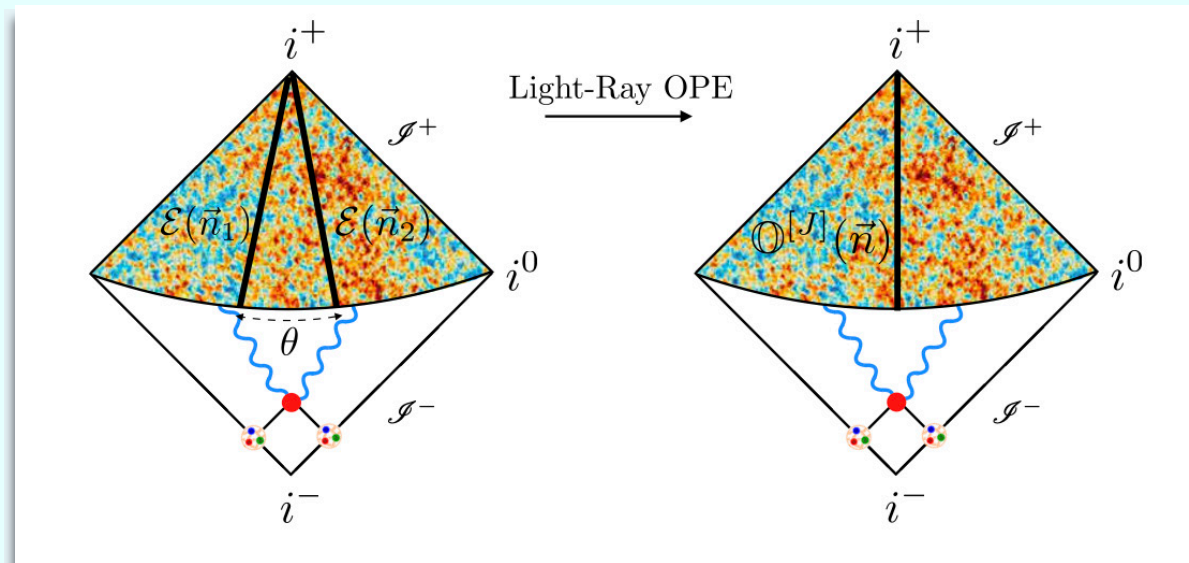 i⁺ i⁺
Light-Ray OPE
𝓘⁺ 𝓘⁺
ℰ(n⃗₁) ℰ(n⃗₂) 𝕆^[J](n⃗)
i⁰ i⁰
θ
𝓘⁻ 𝓘⁻
i⁻ i⁻